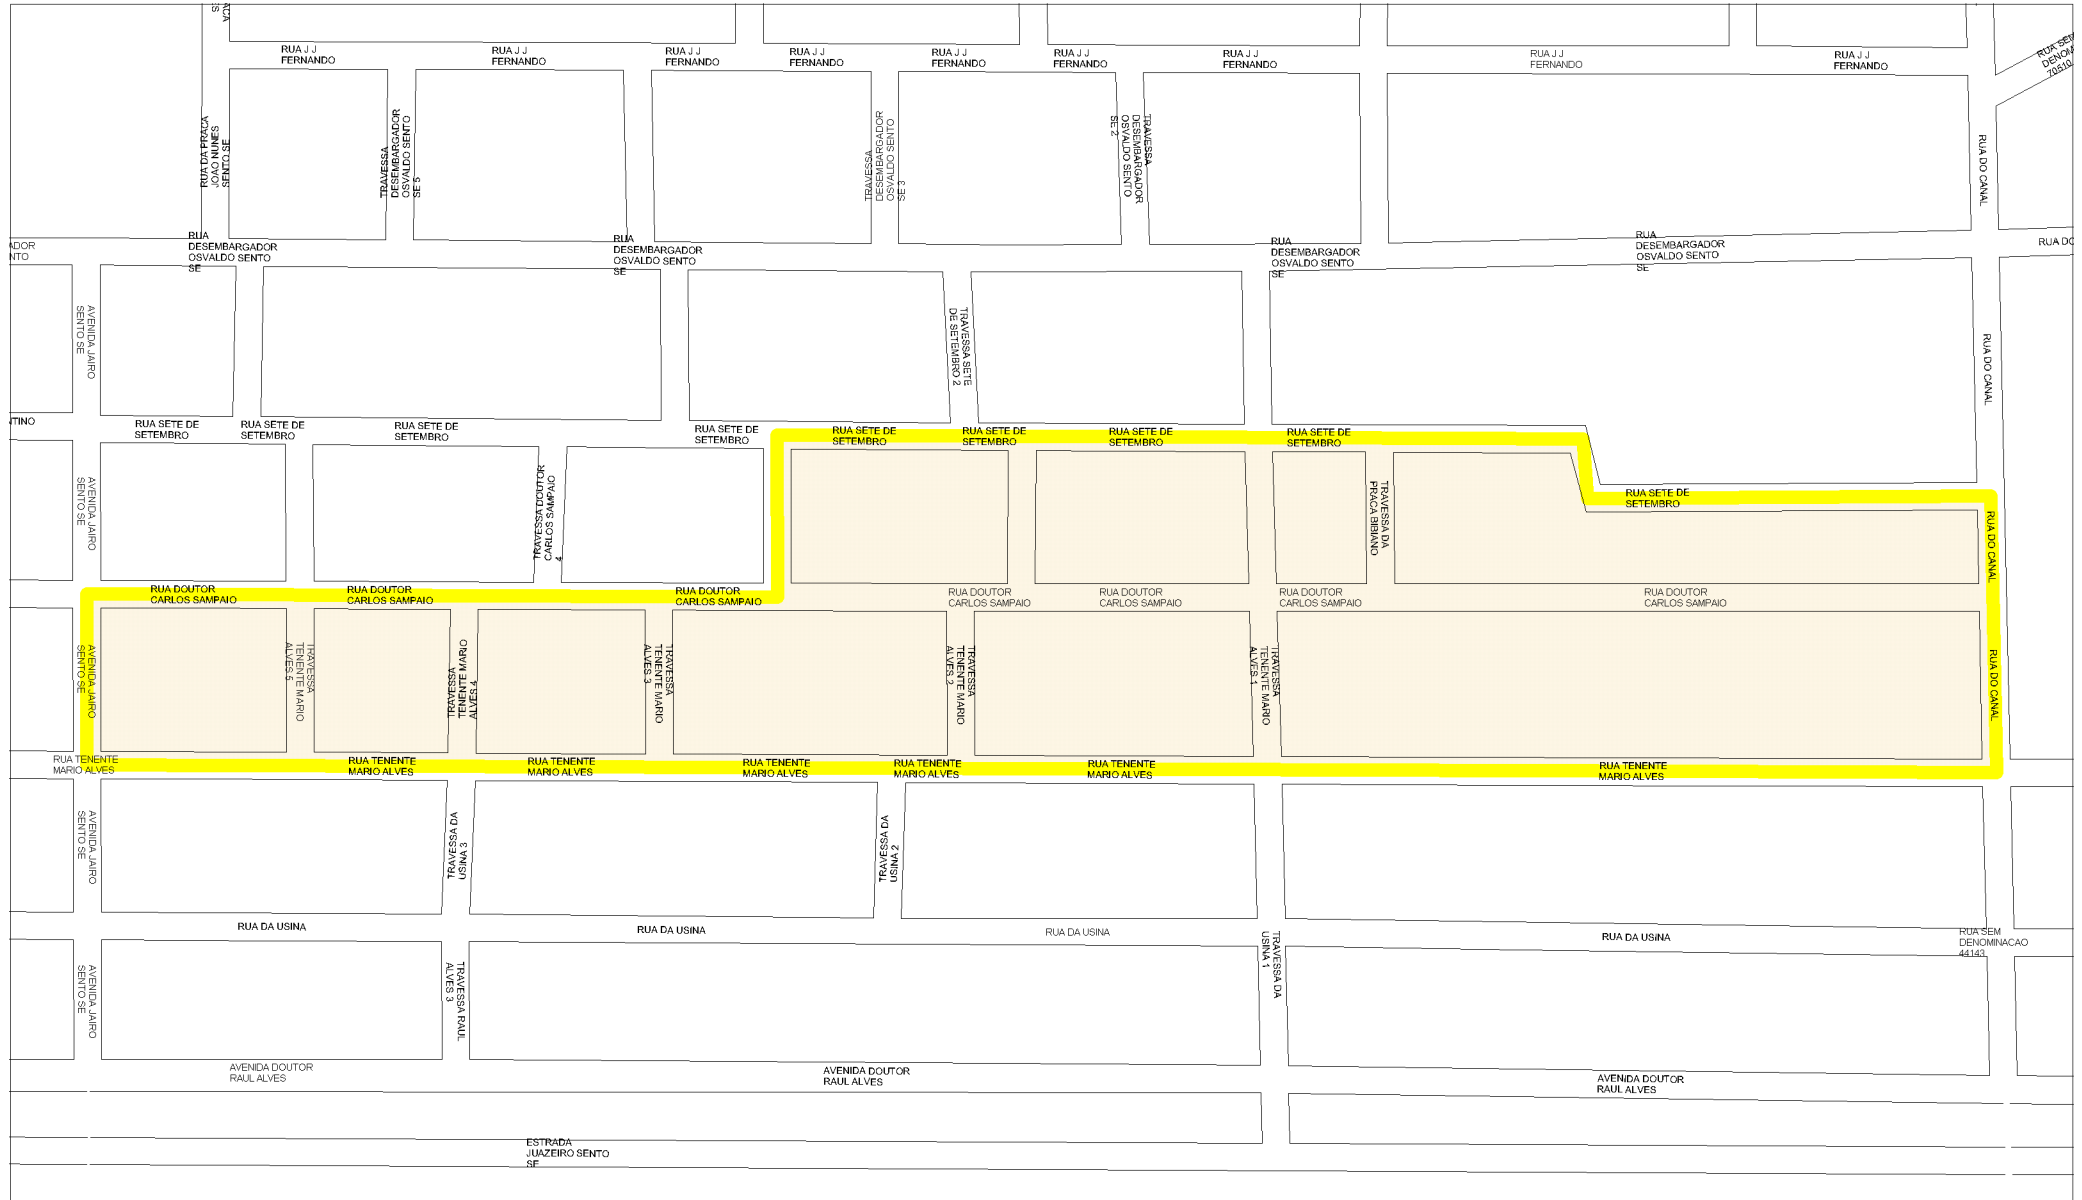 RUA J J
FERNANDO
RUA J J
FERNANDO
RUA J J
FERNANDO
RUA J J
FERNANDO
RUA J J
FERNANDO
RUA J J
FERNANDO
RUA J J
FERNANDO
RUA J J
FERNANDO
RUA J J
FERNANDO
RUA SEM
DENOM
70510
RUA DA PRACA
JOAO NUNES
SENTO SE
TRAVESSA
DESEMBARGADOR
OSVALDO SENTO
SE 5
TRAVESSA
DESEMBARGADOR
OSVALDO SENTO
SE 3
TRAVESSA
DESEMBARGADOR
OSVALDO SENTO
SE 2
RUA DO CANAL
ADOR
NTO
RUA
DESEMBARGADOR
OSVALDO SENTO
SE
RUA
DESEMBARGADOR
OSVALDO SENTO
SE
RUA
DESEMBARGADOR
OSVALDO SENTO
SE
RUA
DESEMBARGADOR
OSVALDO SENTO
SE
RUA DO
AVENIDA JAIRO
SENTO SE
TRAVESSA SETE
DE SETEMBRO 2
RUA DO CANAL
TINO
RUA SETE DE
SETEMBRO
RUA SETE DE
SETEMBRO
RUA SETE DE
SETEMBRO
RUA SETE DE
SETEMBRO
RUA SETE DE
SETEMBRO
RUA SETE DE
SETEMBRO
RUA SETE DE
SETEMBRO
RUA SETE DE
SETEMBRO
RUA SETE DE
SETEMBRO
AVENIDA JAIRO
SENTO SE
TRAVESSA DOUTOR
CARLOS SAMPAIO
4
TRAVESSA DA
PRACA BIBIANO
RUA DO CANAL
RUA DOUTOR
CARLOS SAMPAIO
RUA DOUTOR
CARLOS SAMPAIO
RUA DOUTOR
CARLOS SAMPAIO
RUA DOUTOR
CARLOS SAMPAIO
RUA DOUTOR
CARLOS SAMPAIO
RUA DOUTOR
CARLOS SAMPAIO
RUA DOUTOR
CARLOS SAMPAIO
AVENIDA JAIRO
SENTO SE
TRAVESSA
TENENTE MARIO
ALVES 5
TRAVESSA
TENENTE MARIO
ALVES 4
TRAVESSA
TENENTE MARIO
ALVES 3
TRAVESSA
TENENTE MARIO
ALVES 2
TRAVESSA
TENENTE MARIO
ALVES 1
RUA DO CANAL
RUA TENENTE
MARIO ALVES
RUA TENENTE
MARIO ALVES
RUA TENENTE
MARIO ALVES
RUA TENENTE
MARIO ALVES
RUA TENENTE
MARIO ALVES
RUA TENENTE
MARIO ALVES
RUA TENENTE
MARIO ALVES
AVENIDA JAIRO
SENTO SE
TRAVESSA DA
USINA 3
TRAVESSA DA
USINA 2
RUA DA USINA
RUA DA USINA
RUA DA USINA
RUA DA USINA
RUA SEM
DENOMINACAO
44143
AVENIDA JAIRO
SENTO SE
TRAVESSA RAUL
ALVES 3
TRAVESSA DA
USINA 1
AVENIDA DOUTOR
RAUL ALVES
AVENIDA DOUTOR
RAUL ALVES
AVENIDA DOUTOR
RAUL ALVES
ESTRADA
JUAZEIRO SENTO
SE